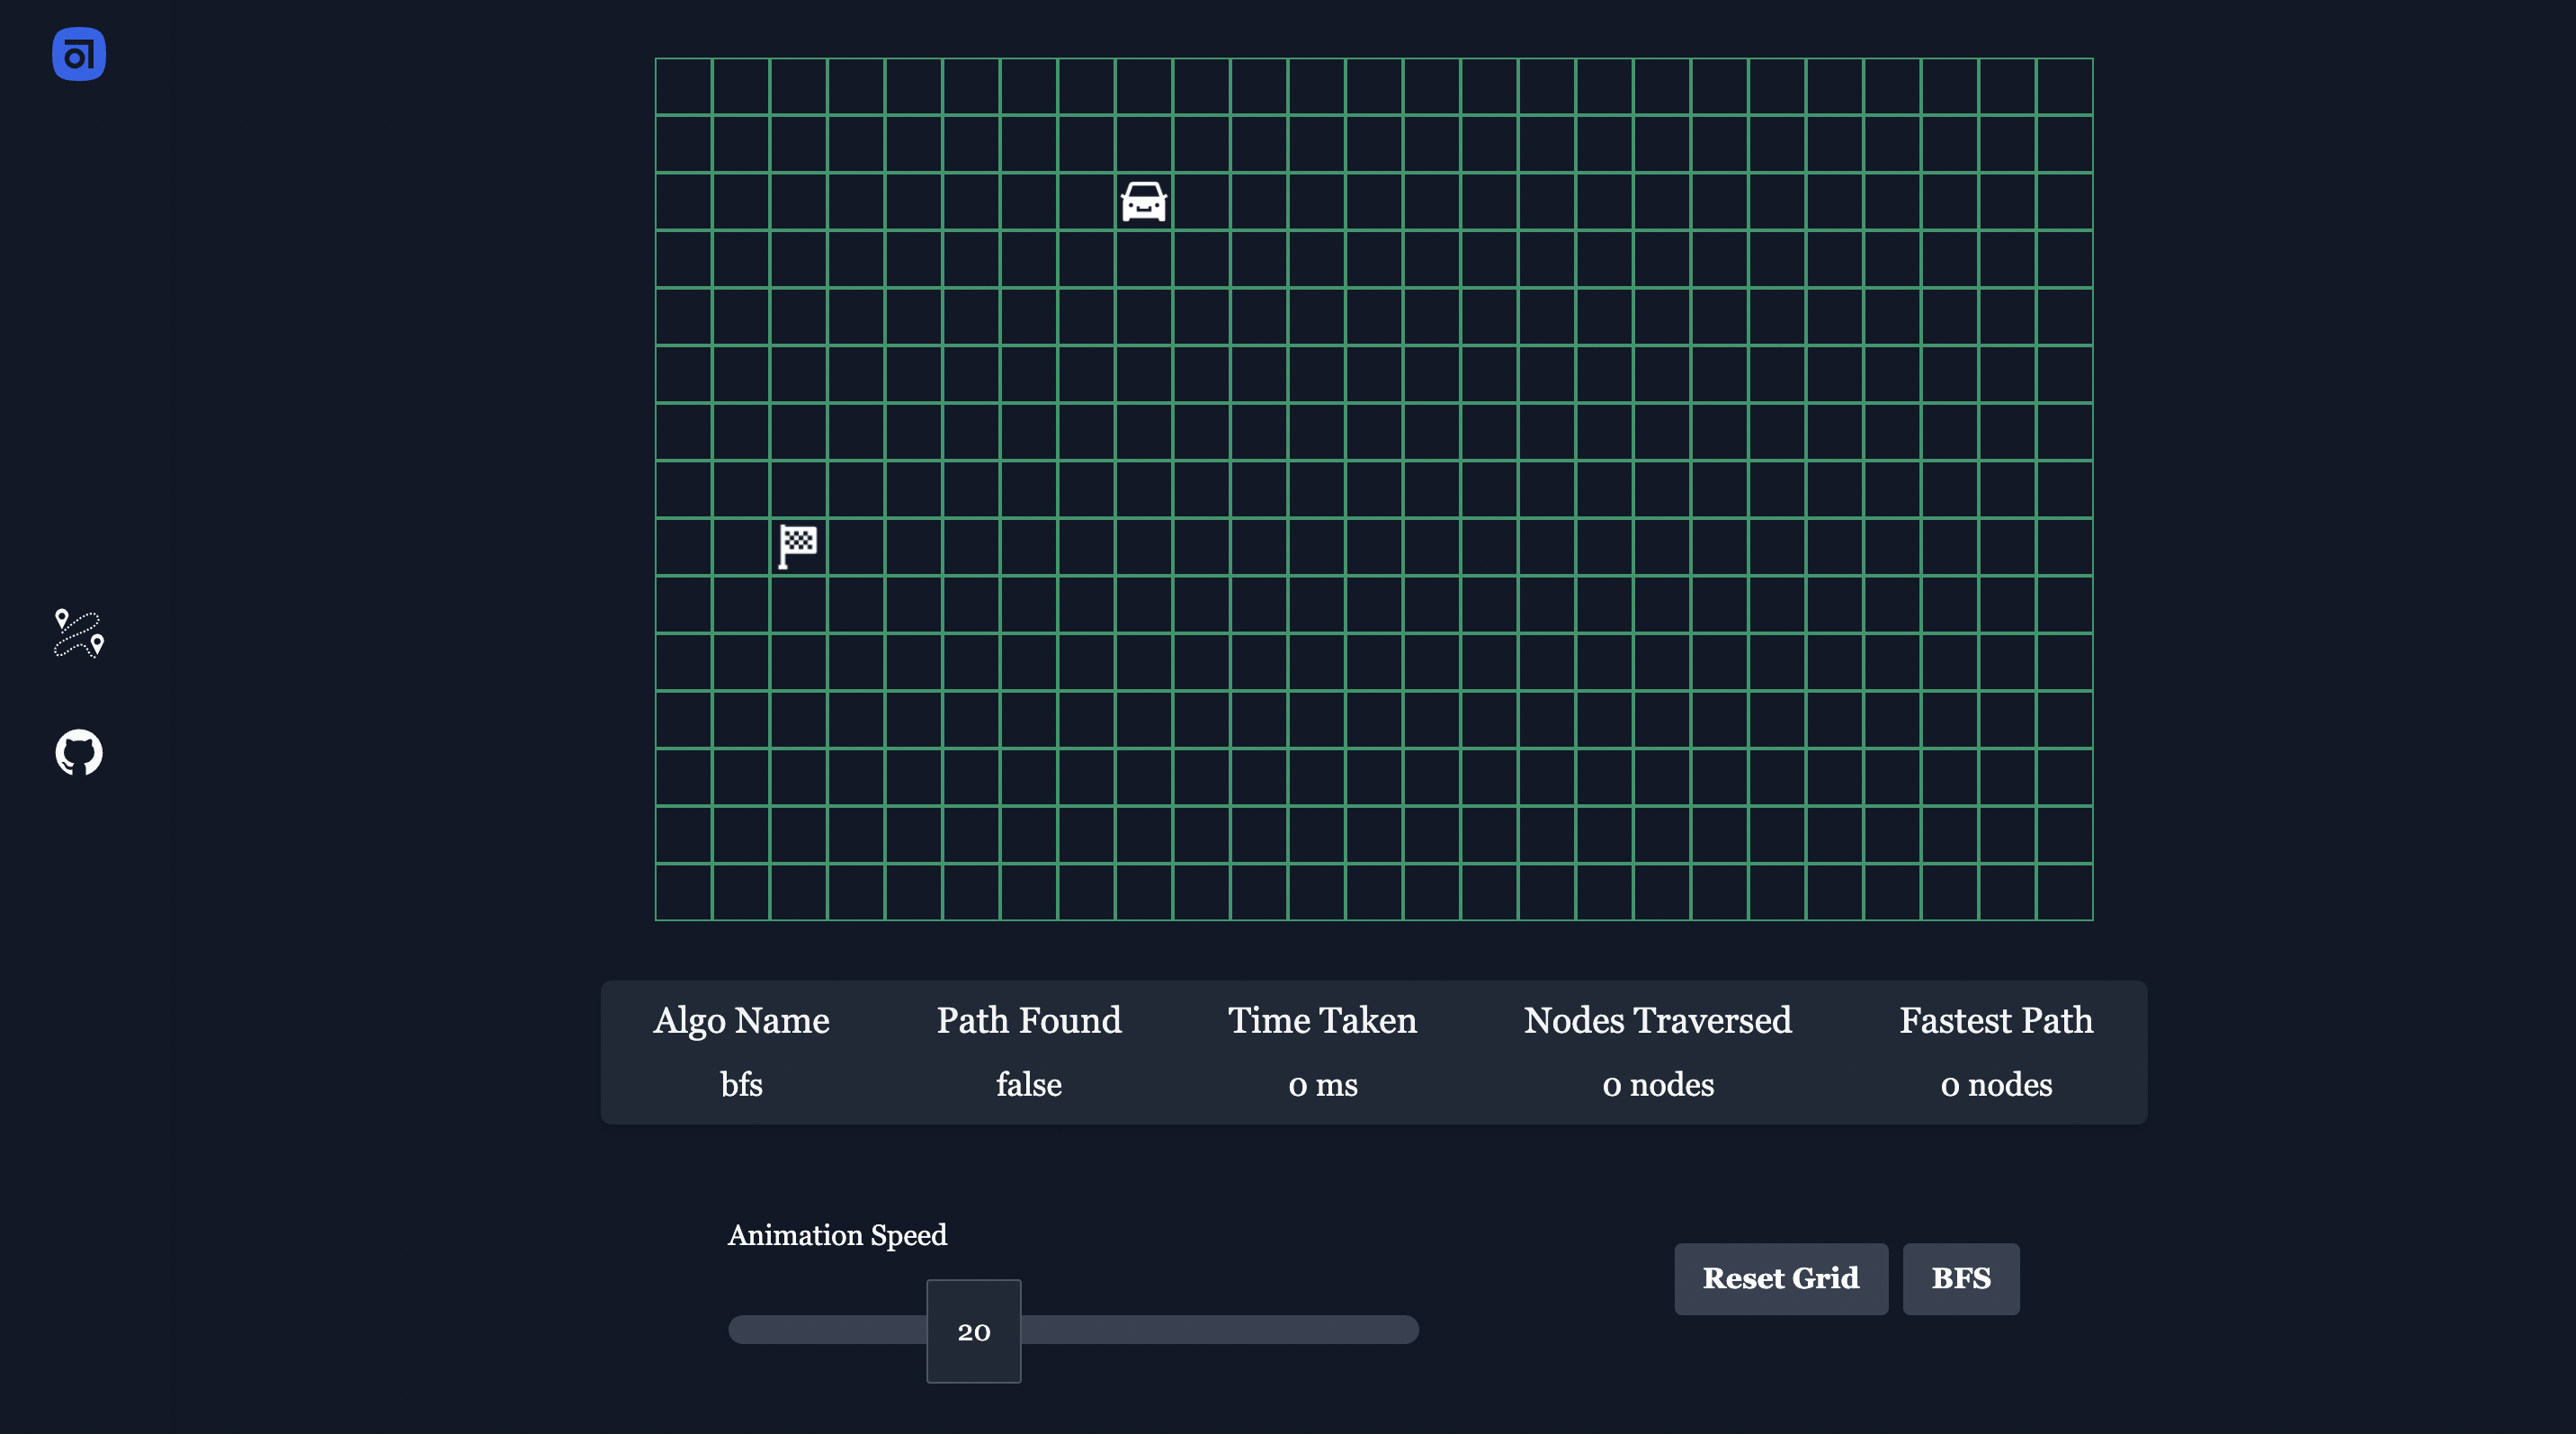 Algo Name Path Found Time Taken Nodes Traversed Fastest Path
bfs false 0 ms 0 nodes 0 nodes
Animation Speed
20
Reset Grid BFS